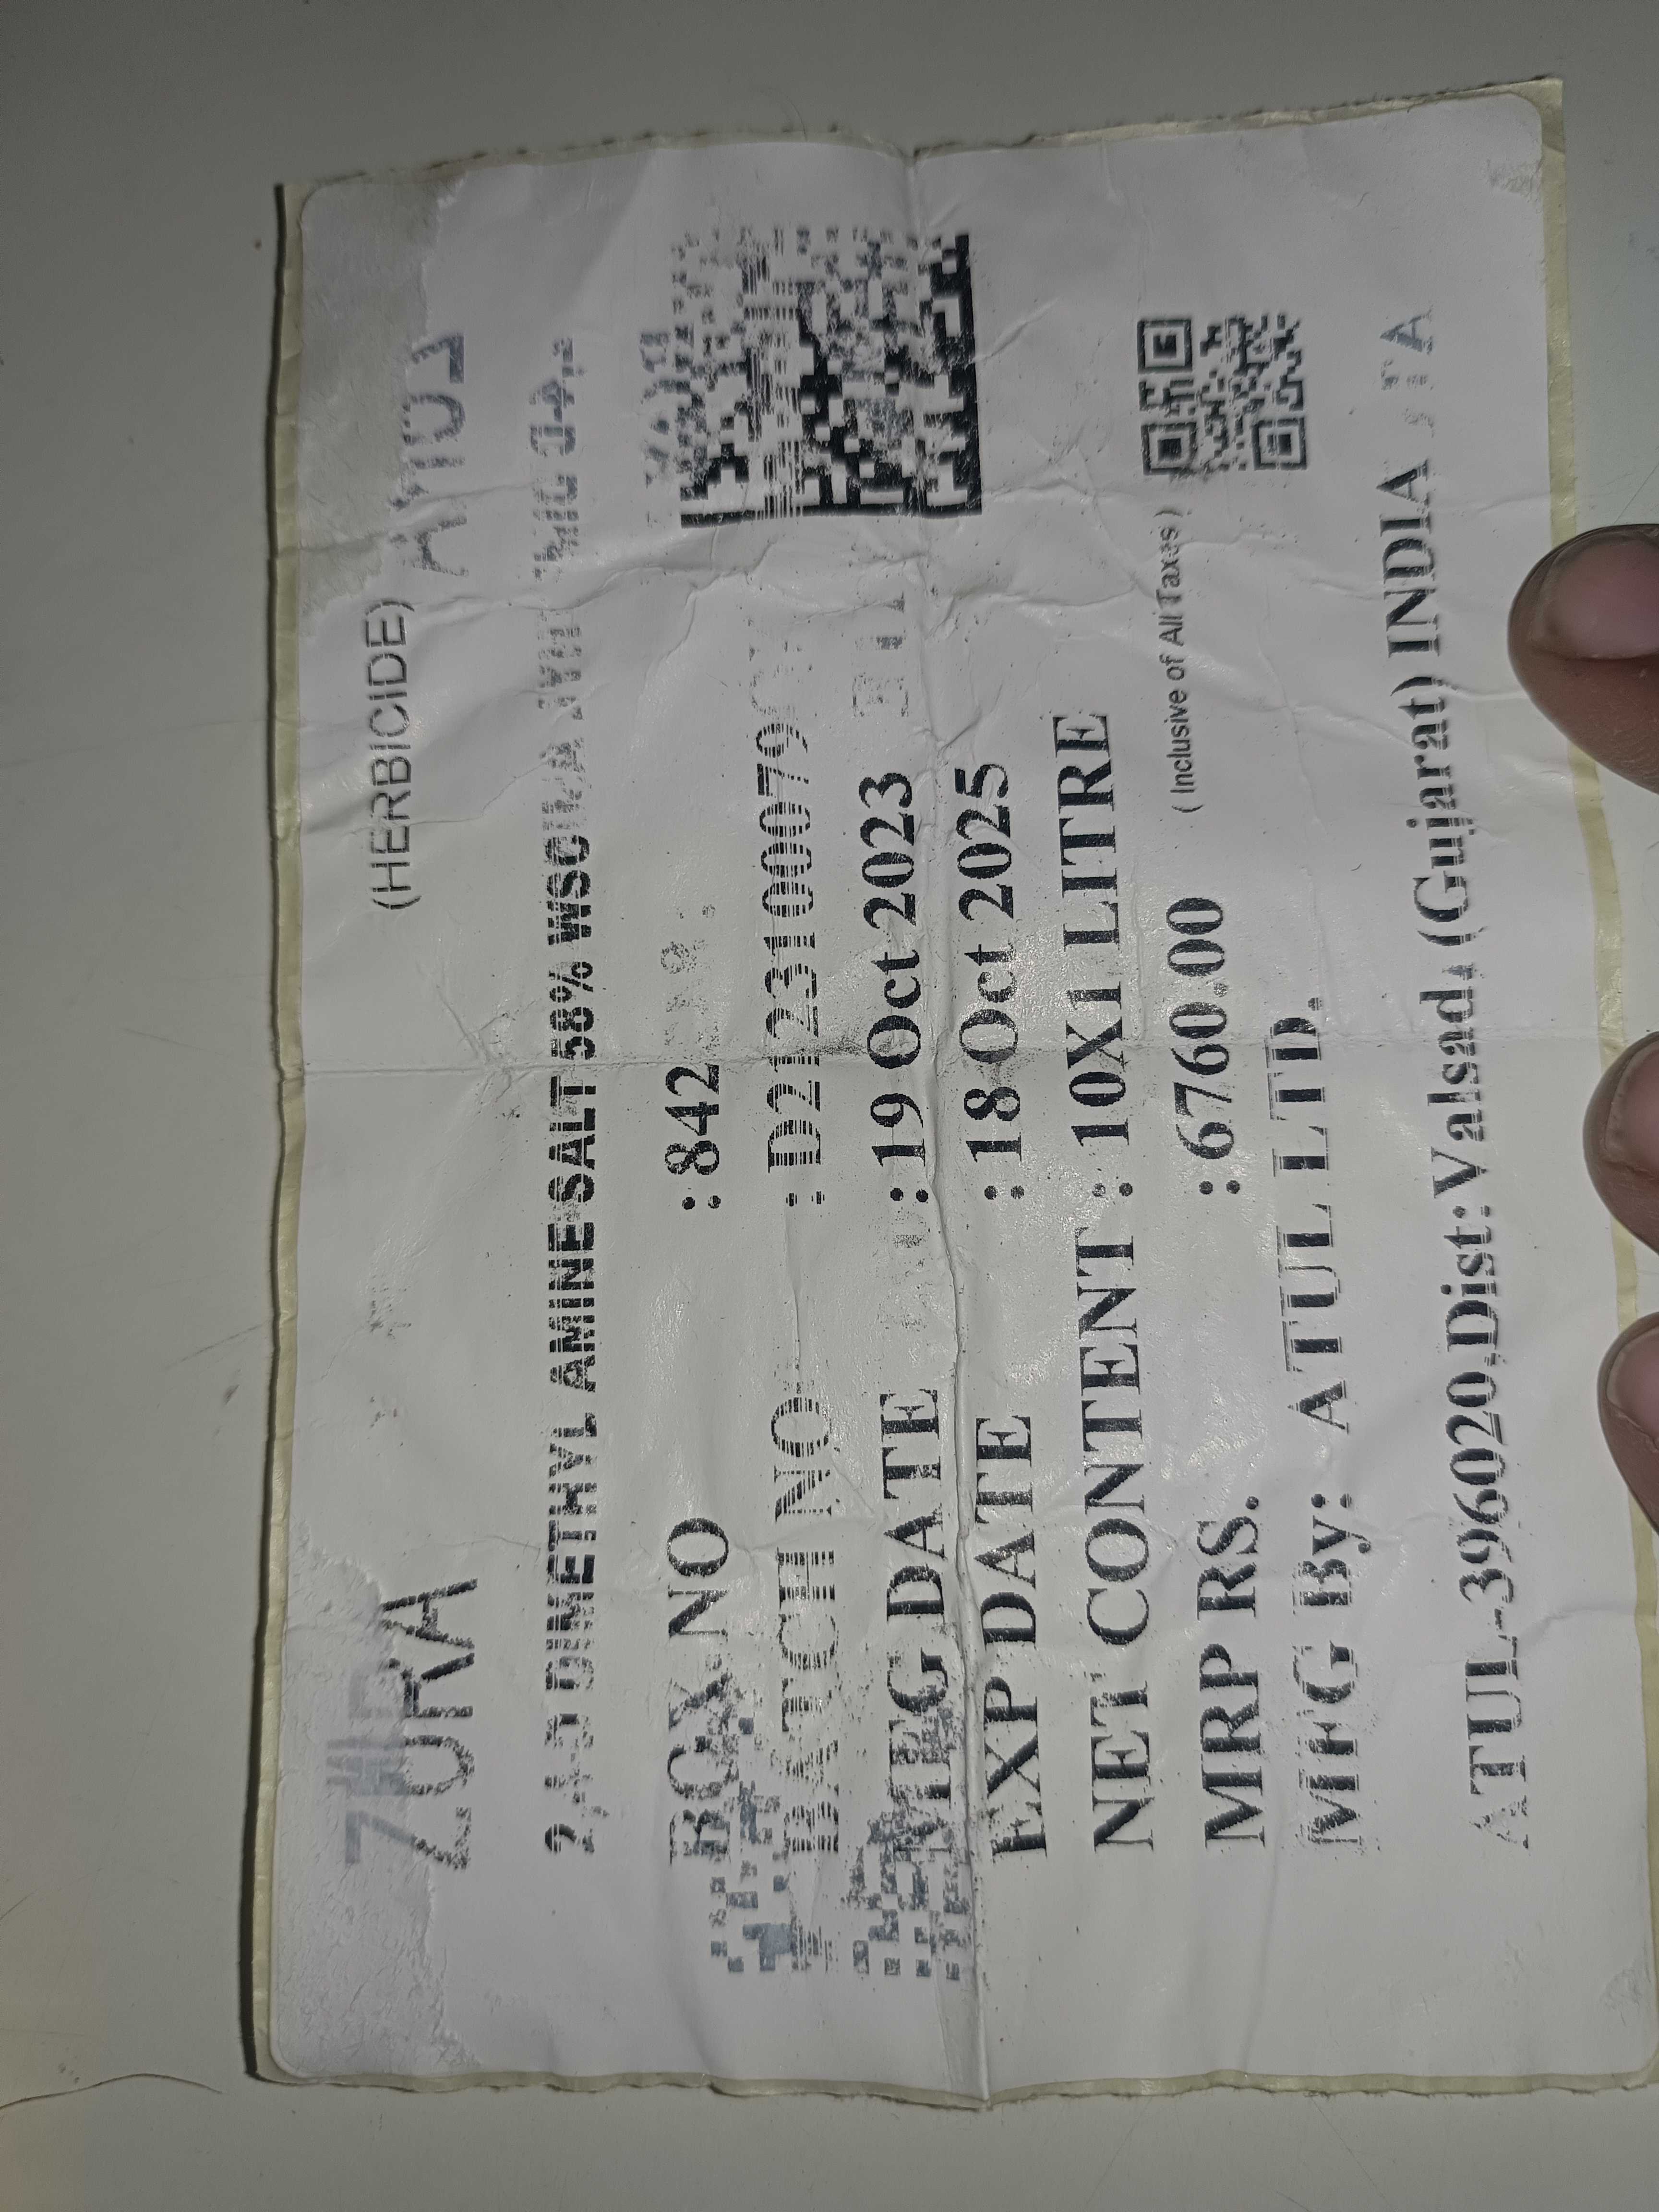 ZURA (HERBICIDE)
2,4-D DIMETHYL AMINE SALT 58% WSC
BOX NO :842
BATCH NO :D212310079
MFG DATE :19 Oct 2023
EXP DATE :18 Oct 2025
NET CONTENT : 10X1 LITRE
MRP RS. :6760.00 ( Inclusive of All Taxes )
MFG By: ATUL LTD.
ATUL-396020,Dist: Valsad, (Gujarat) INDIA